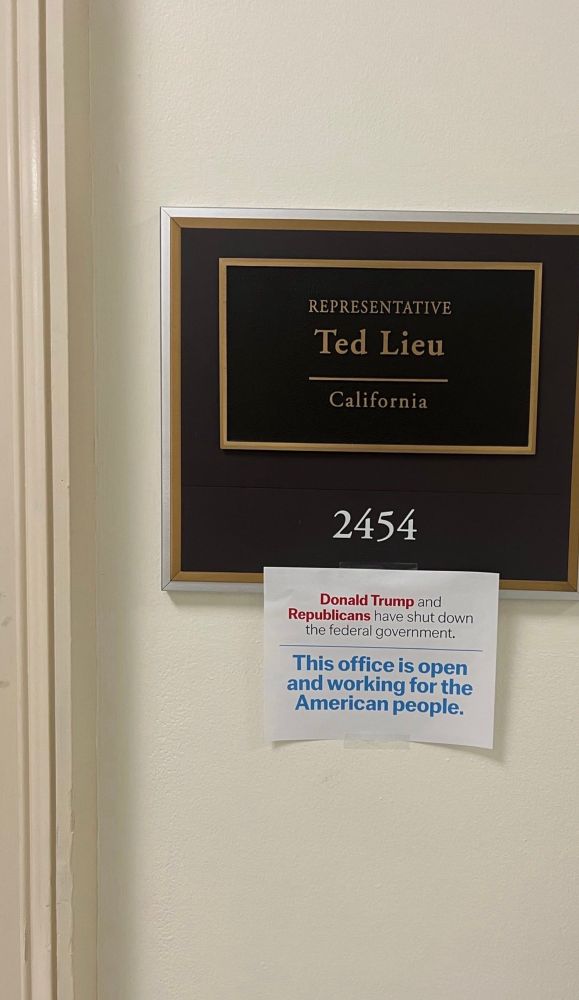 REPRESENTATIVE
Ted Lieu
California
2454
Donald Trump and
Republicans have shut down
the federal government.
This office is open
and working for the
American people.